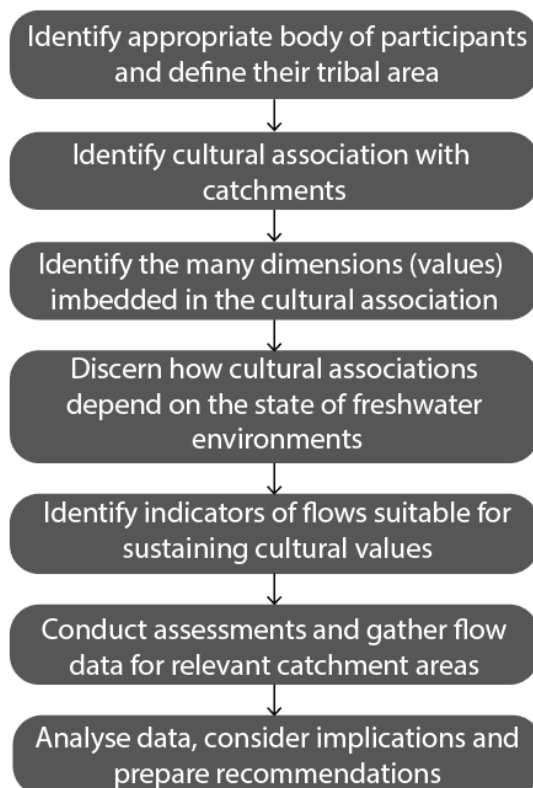 Identify appropriate body of participants
and define their tribal area
Identify cultural association with
catchments
Identify the many dimensions (values)
imbedded in the cultural association
Discern how cultural associations
depend on the state of freshwater
environments
Identify indicators of flows suitable for
sustaining cultural values
Conduct assessments and gather flow
data for relevant catchment areas
Analyse data, consider implications and
prepare recommendations